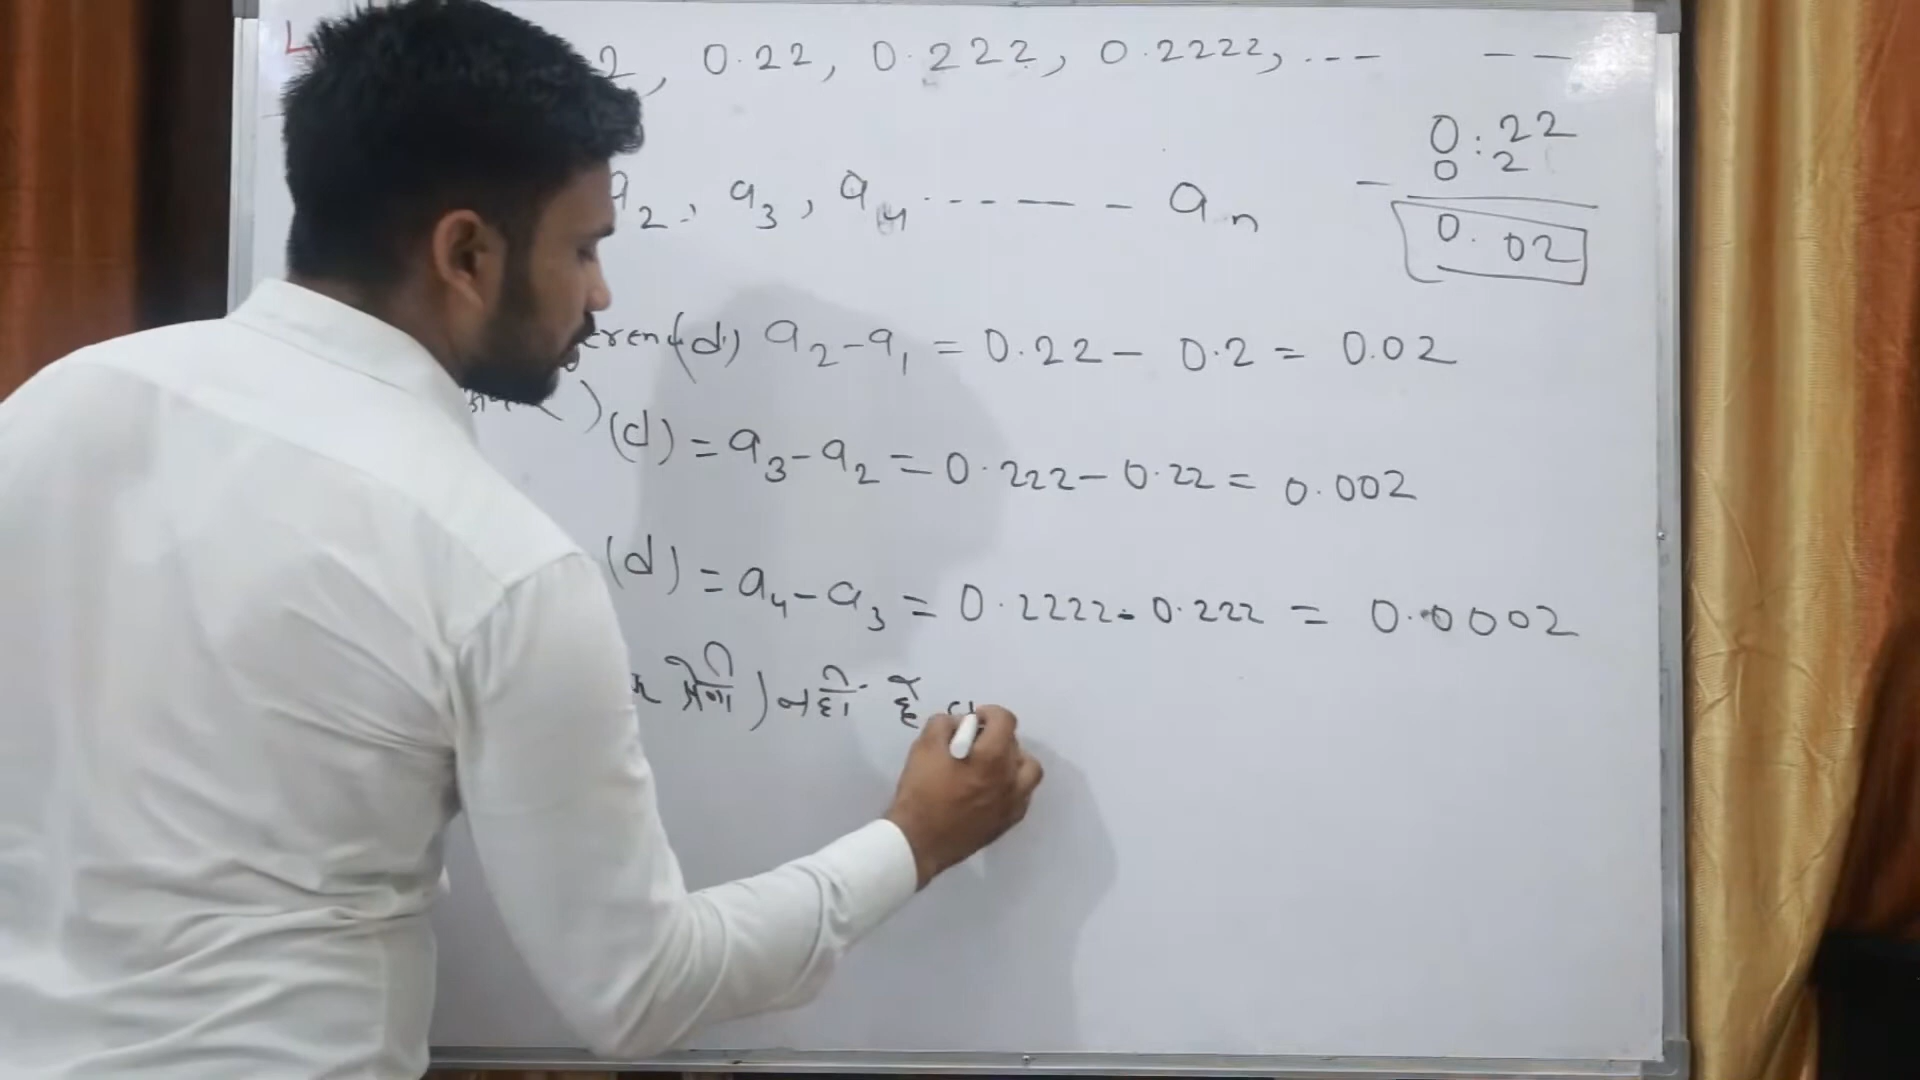 2, 0.22, 0.222, 0.2222, ... - - -
0.22
- 0.2
0.02
a2, a3, a4 ------ an
(d) a2-a1 = 0.22 - 0.2 = 0.02
(d) = a3-a2 = 0.222 - 0.22 = 0.002
(d) = a4-a3 = 0.2222 - 0.222 = 0.0002
श्रेणी) नहीं है